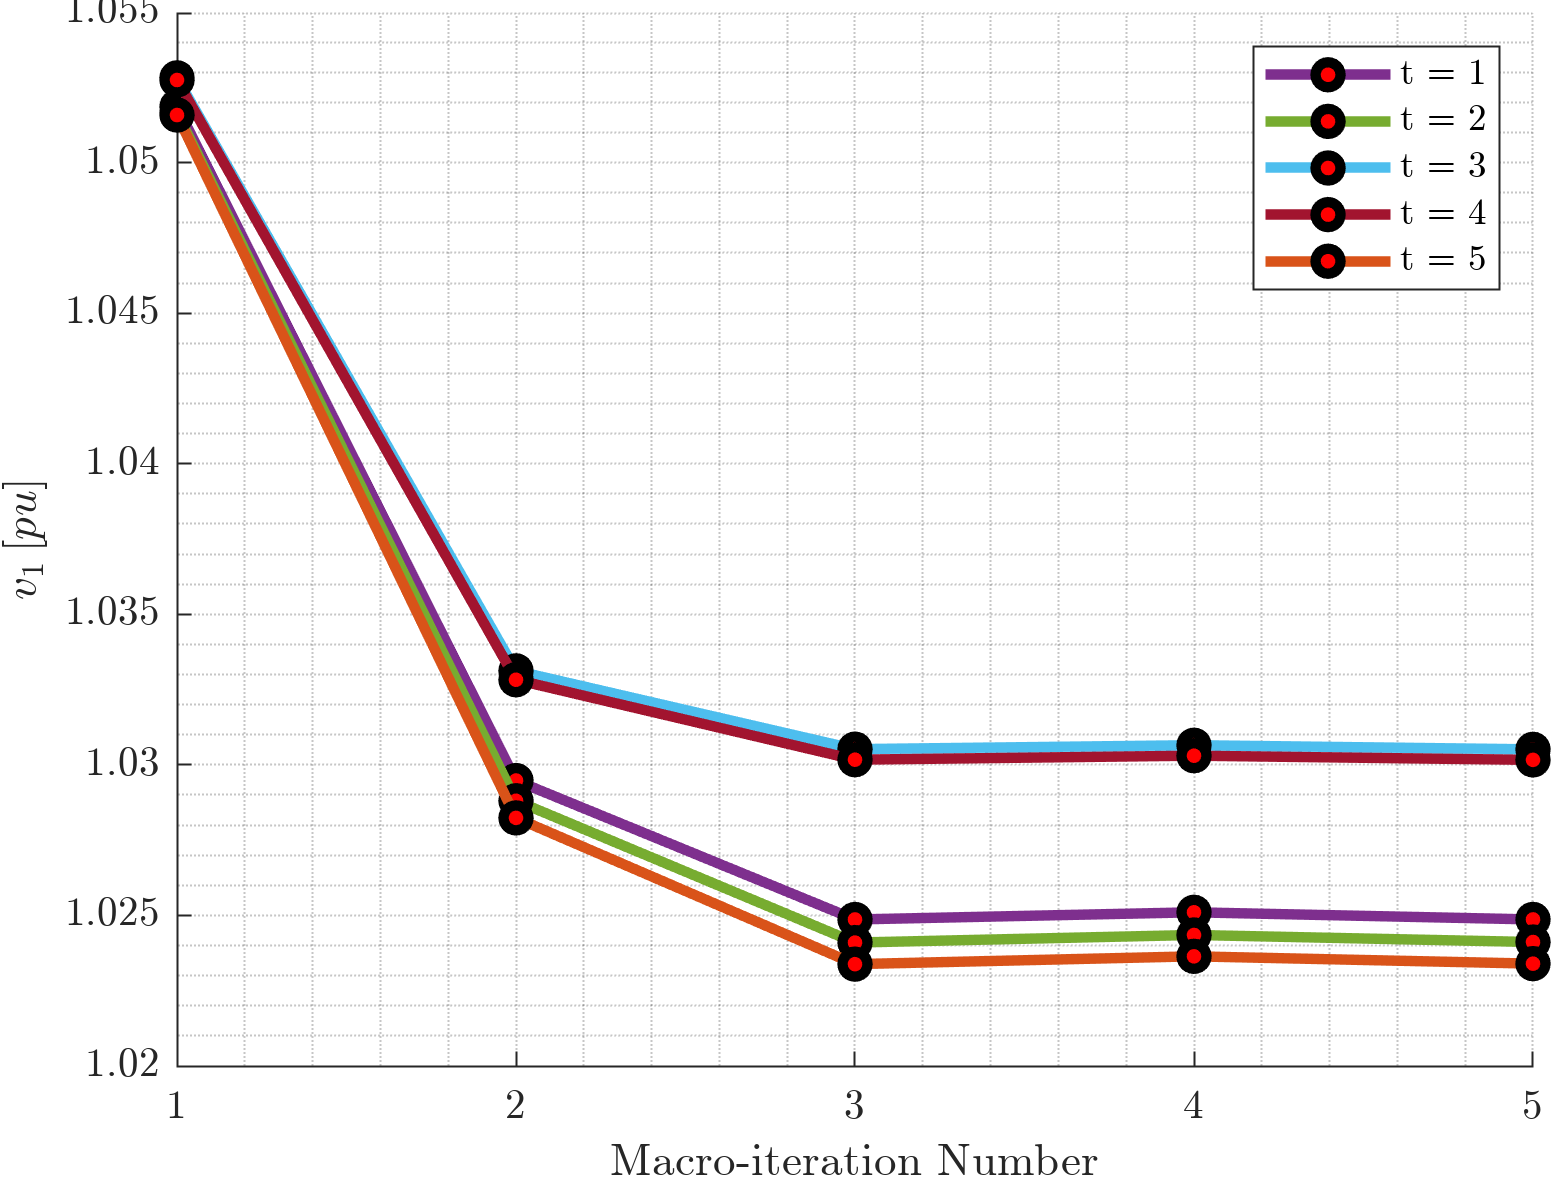 1.055
1.05
1.045
1.04
1.035
1.03
1.025
1.02
v₁ [pu]
1 2 3 4 5
Macro-iteration Number
t = 1
t = 2
t = 3
t = 4
t = 5